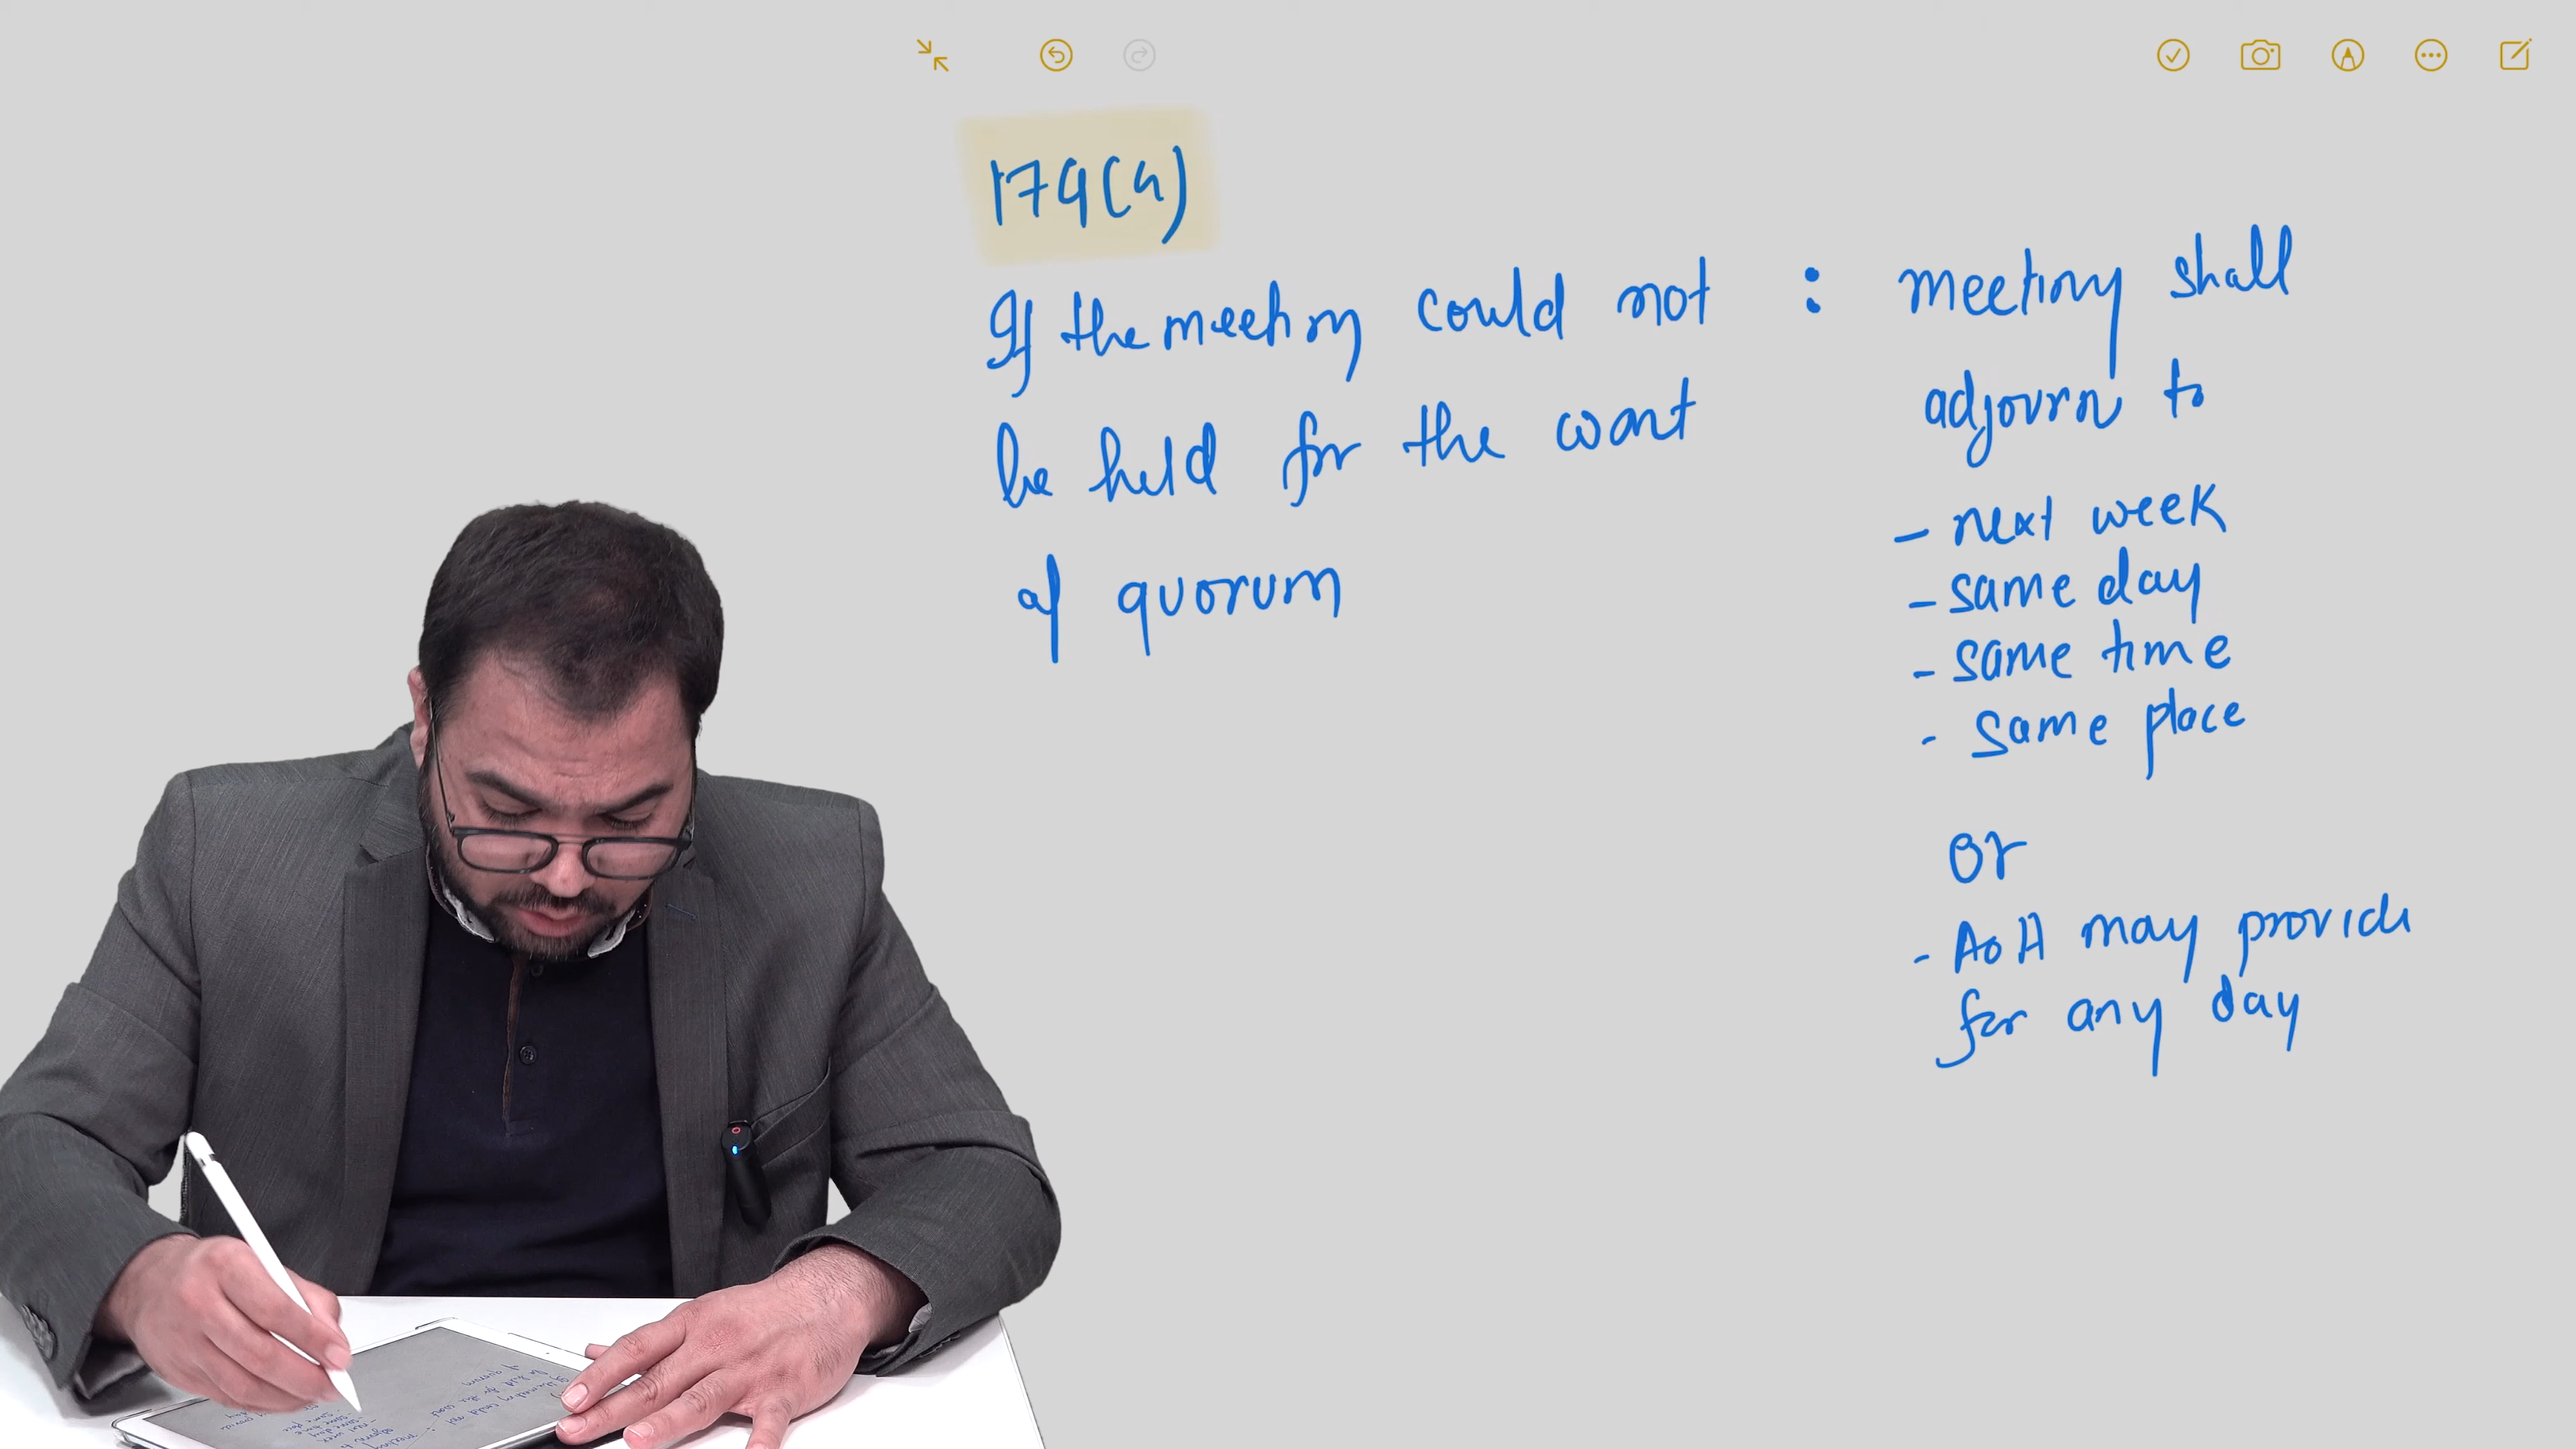 174(4)
If the meeting could not : meeting shall
be held for the want adjourn to
of quorum
- next week
- same day
- same time
- same place
or
- AoA may provide
for any day